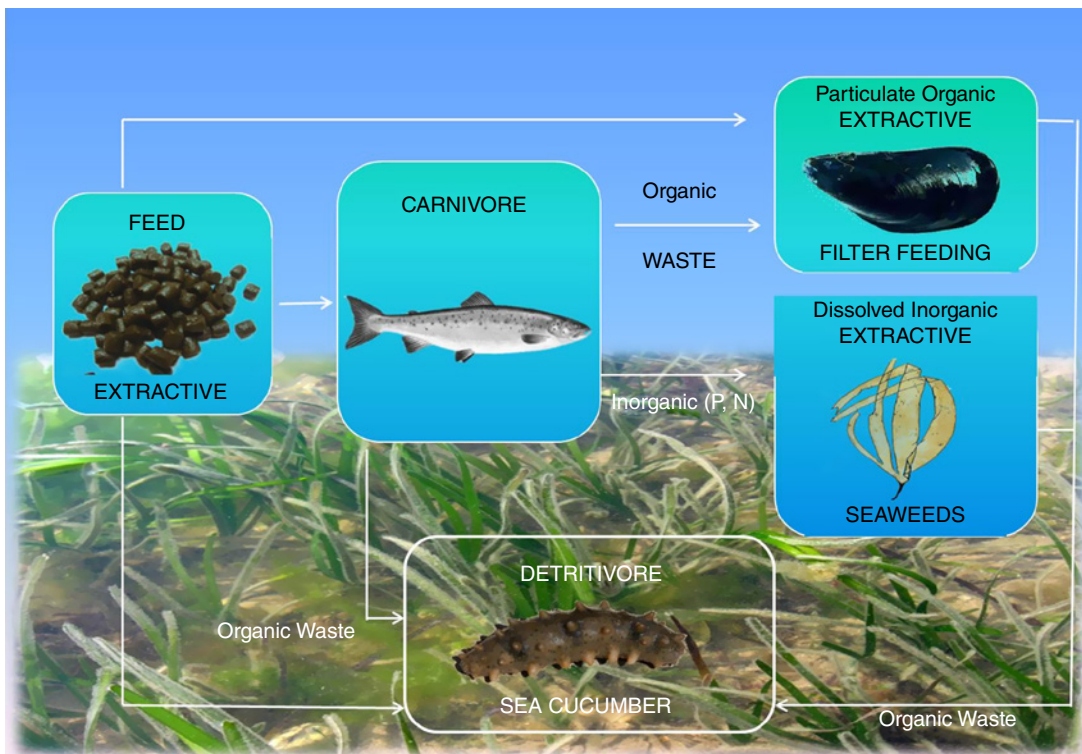 FEED
EXTRACTIVE
CARNIVORE
Organic
WASTE
Inorganic (P, N)
Particulate Organic
EXTRACTIVE
FILTER FEEDING
Dissolved Inorganic
EXTRACTIVE
SEAWEEDS
DETRITIVORE
SEA CUCUMBER
Organic Waste
Organic Waste